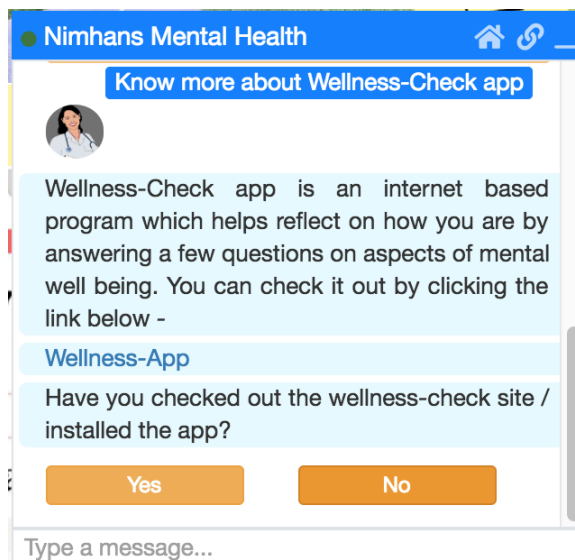 Nimhans Mental Health
Know more about Wellness-Check app
Wellness-Check app is an internet based
program which helps reflect on how you are by
answering a few questions on aspects of mental
well being. You can check it out by clicking the
link below -
Wellness-App
Have you checked out the wellness-check site /
installed the app?
Yes
No
Type a message...